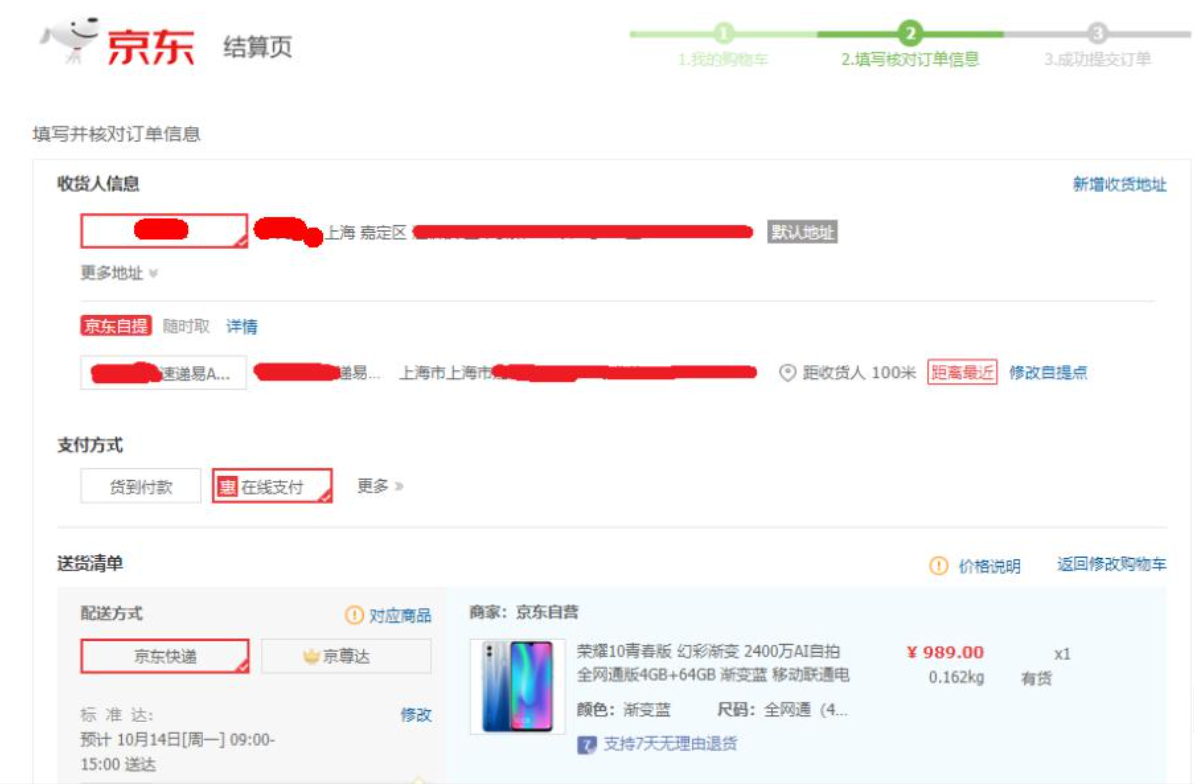 京东 结算页
1 2 3
1.我的购物车 2.填写核对订单信息 3.成功提交订单
填写并核对订单信息
收货人信息 新增收货地址
上海 嘉定区 默认地址
更多地址
京东自提 随时取 详情
速递易A... 递易... 上海市上海市 距收货人 100米 距离最近 修改自提点
支付方式
货到付款 惠 在线支付 更多 »
送货清单 价格说明 返回修改购物车
配送方式 对应商品 商家：京东自营
京东快递 京尊达
荣耀10青春版 幻彩渐变 2400万AI自拍 ¥ 989.00 x1
全网通版4GB+64GB 渐变蓝 移动联通电 0.162kg 有货
颜色：渐变蓝 尺码：全网通（4...
标 准 达: 修改
预计 10月14日[周一] 09:00-
15:00 送达
7 支持7天无理由退货